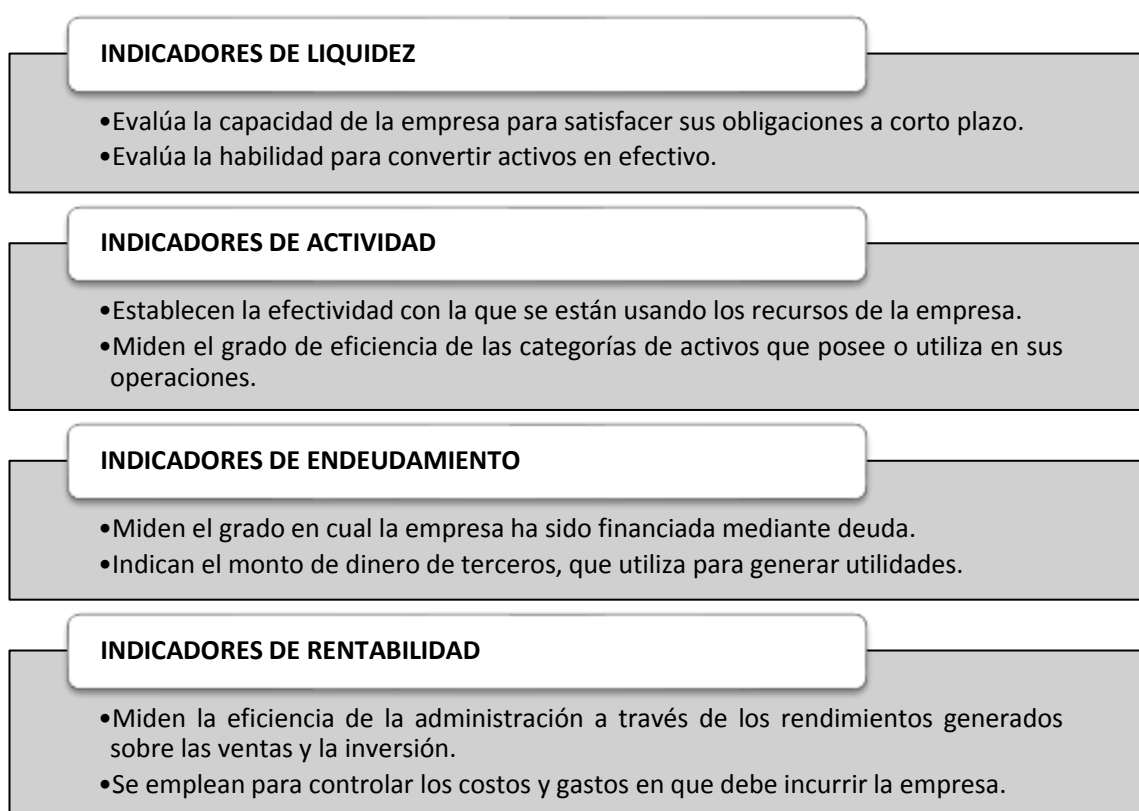 INDICADORES DE LIQUIDEZ
•Evalúa la capacidad de la empresa para satisfacer sus obligaciones a corto plazo.
•Evalúa la habilidad para convertir activos en efectivo.
INDICADORES DE ACTIVIDAD
•Establecen la efectividad con la que se están usando los recursos de la empresa.
•Miden el grado de eficiencia de las categorías de activos que posee o utiliza en sus
operaciones.
INDICADORES DE ENDEUDAMIENTO
•Miden el grado en cual la empresa ha sido financiada mediante deuda.
•Indican el monto de dinero de terceros, que utiliza para generar utilidades.
INDICADORES DE RENTABILIDAD
•Miden la eficiencia de la administración a través de los rendimientos generados
sobre las ventas y la inversión.
•Se emplean para controlar los costos y gastos en que debe incurrir la empresa.